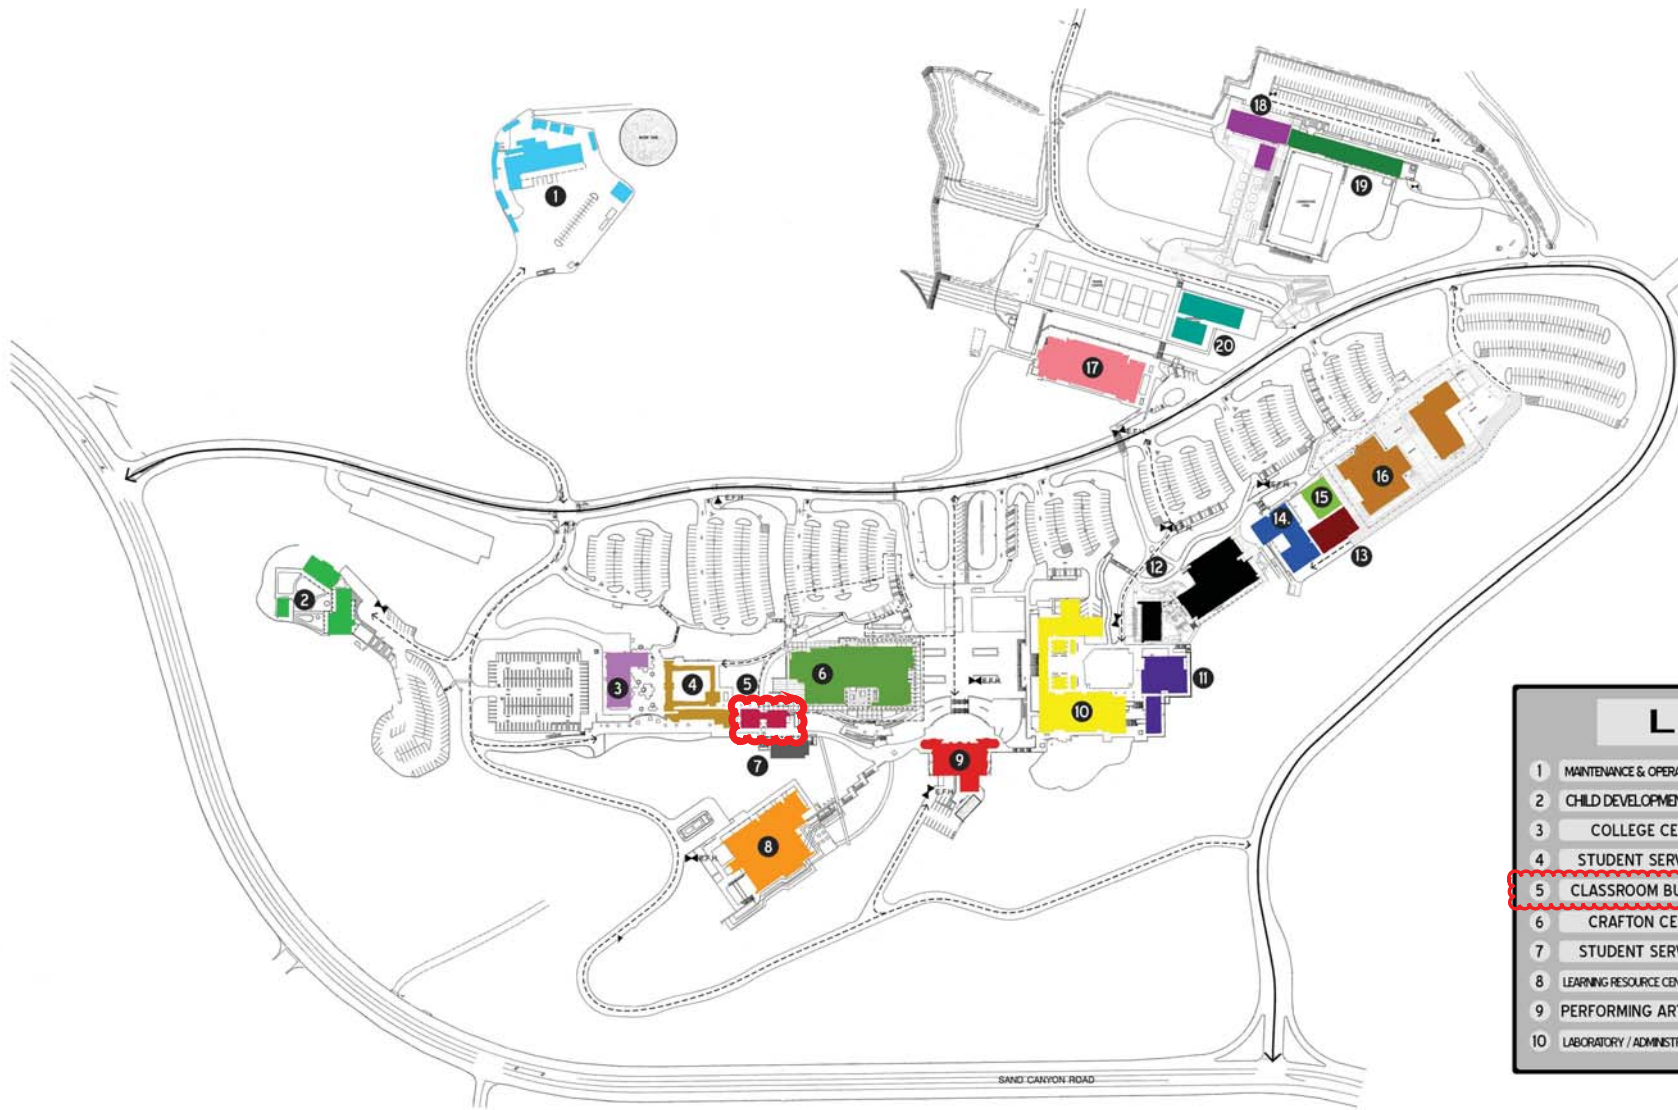 18
1
19
20
17
E.F.H.
16
E.F.H.
15
E.F.H.
14.
13
12
2
6
3
4
5
E.F.H.
11
10
7
9
E.F.H.
8
E.F.H.
SAND CANYON ROAD
L
1 MAINTENANCE & OPERA
2 CHILD DEVELOPMEN
3 COLLEGE CE
4 STUDENT SERV
5 CLASSROOM BU
6 CRAFTON CE
7 STUDENT SERV
8 LEARNING RESOURCE CEN
9 PERFORMING AR
10 LABORATORY / ADMINIST